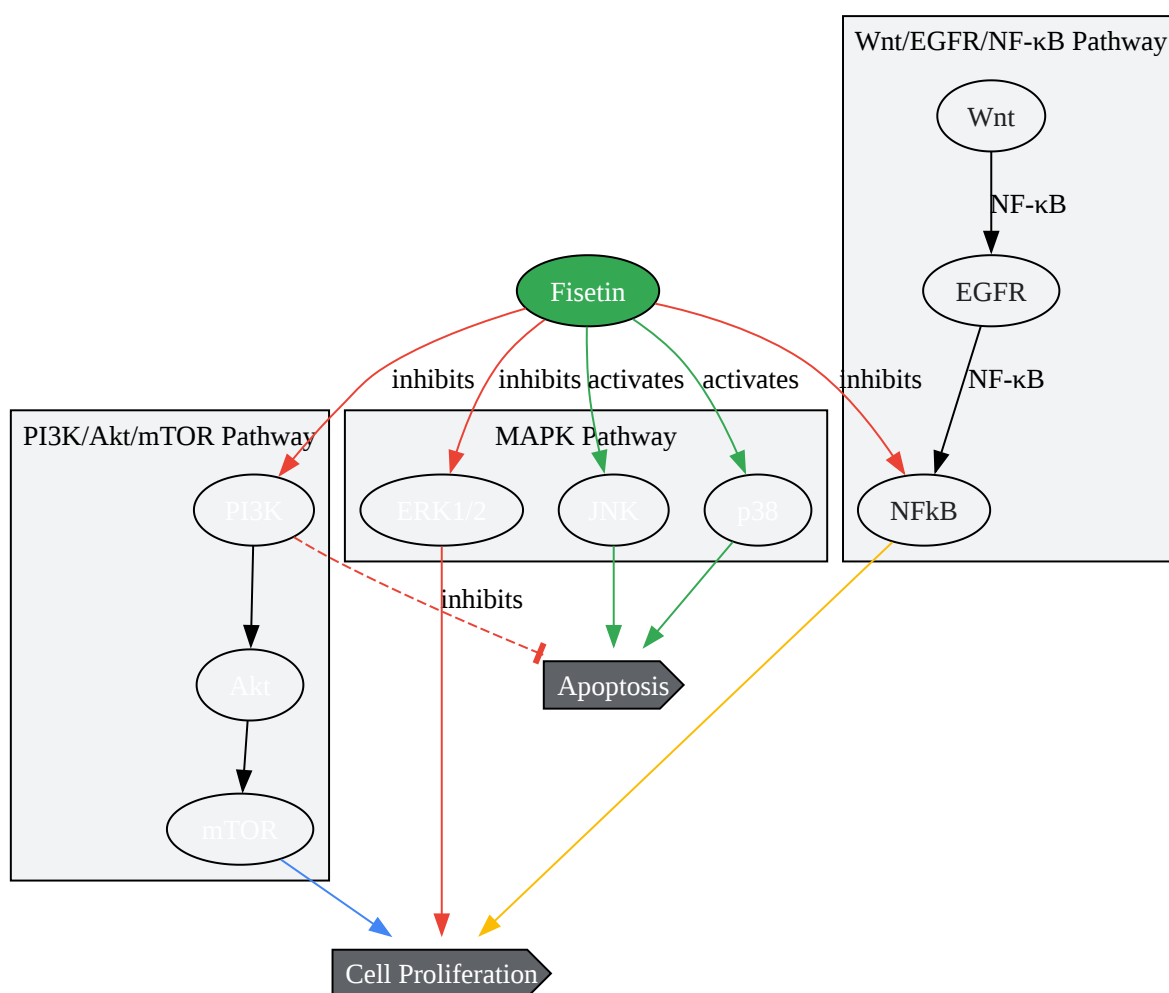 Wnt/EGFR/NF-κB Pathway
Wnt
NF-κB
Fisetin
EGFR
inhibits
inhibits
activates
activates
inhibits
NF-κB
PI3K/Akt/mTOR Pathway
MAPK Pathway
PI3K
ERK1/2
JNK
p38
NFkB
inhibits
Akt
Apoptosis
mTOR
Cell Proliferation